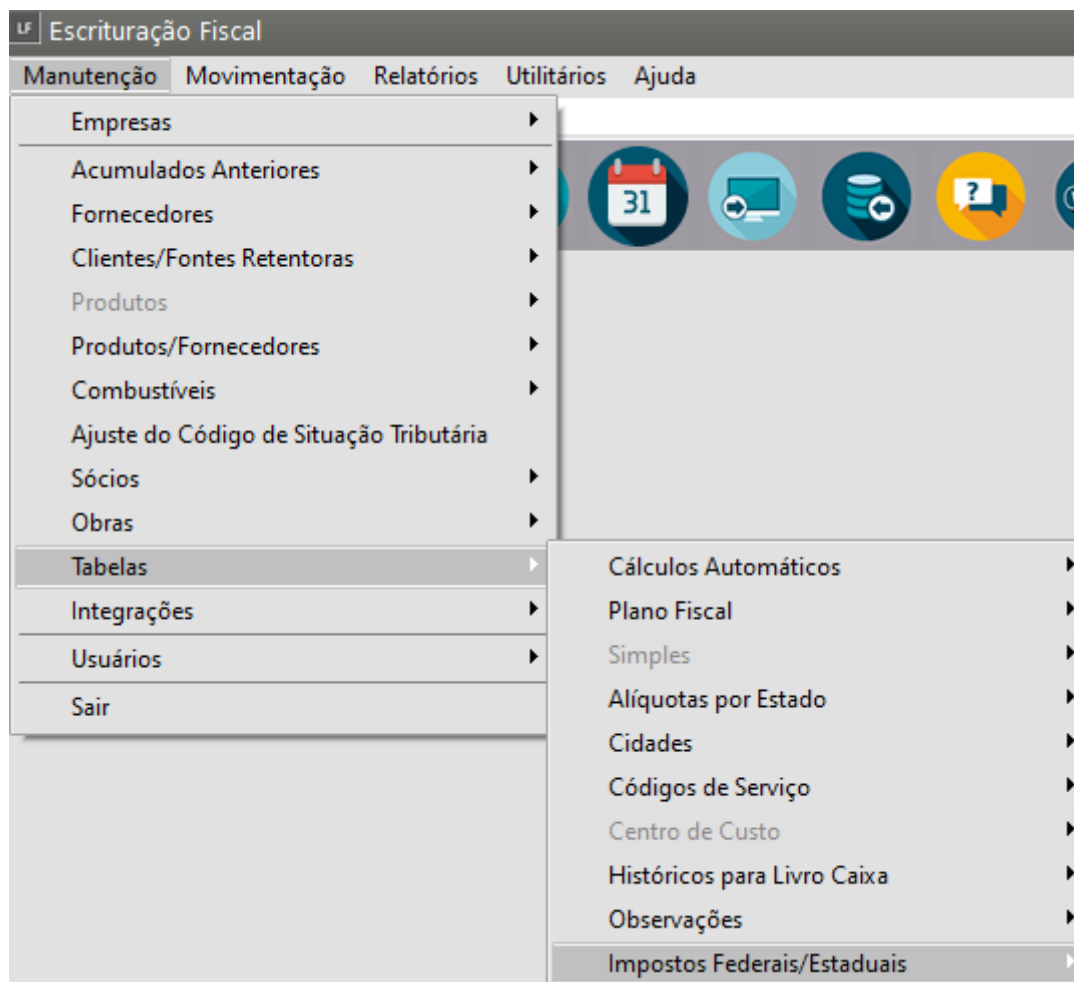 LF Escrituração Fiscal
Manutenção Movimentação Relatórios Utilitários Ajuda
Empresas
Acumulados Anteriores
Fornecedores
Clientes/Fontes Retentoras
Produtos
Produtos/Fornecedores
Combustíveis
Ajuste do Código de Situação Tributária
Sócios
Obras
Tabelas
Integrações
Usuários
Sair
31
?
Cálculos Automáticos
Plano Fiscal
Simples
Alíquotas por Estado
Cidades
Códigos de Serviço
Centro de Custo
Históricos para Livro Caixa
Observações
Impostos Federais/Estaduais